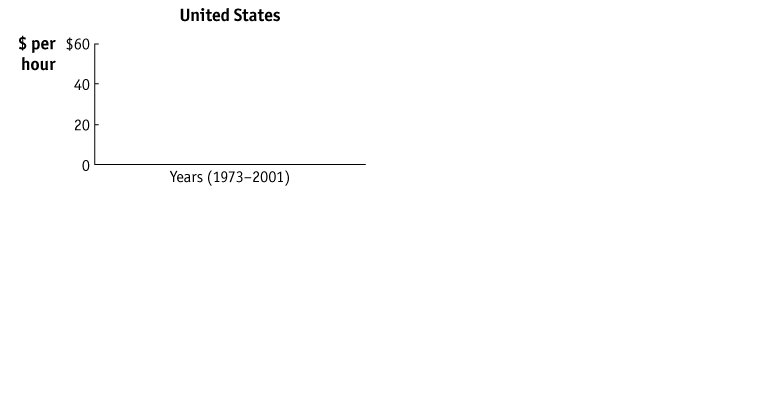 United States
$ per
hour
$60
40
20
0
Years (1973–2001)